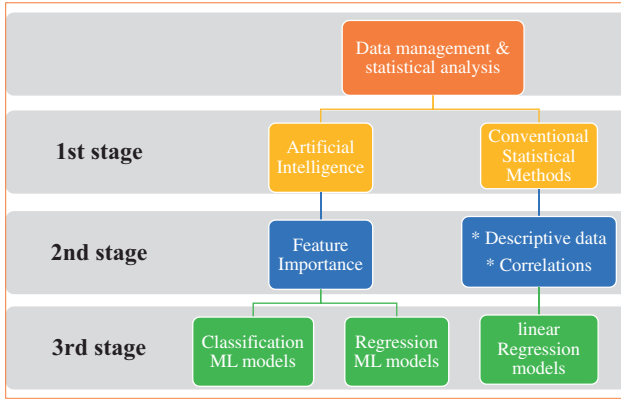 Data management &
statistical analysis
1st stage
Artificial
Intelligence
Conventional
Statistical
Methods
2nd stage
Feature
Importance
* Descriptive data
* Correlations
3rd stage
Classification
ML models
Regression
ML models
linear
Regression
models